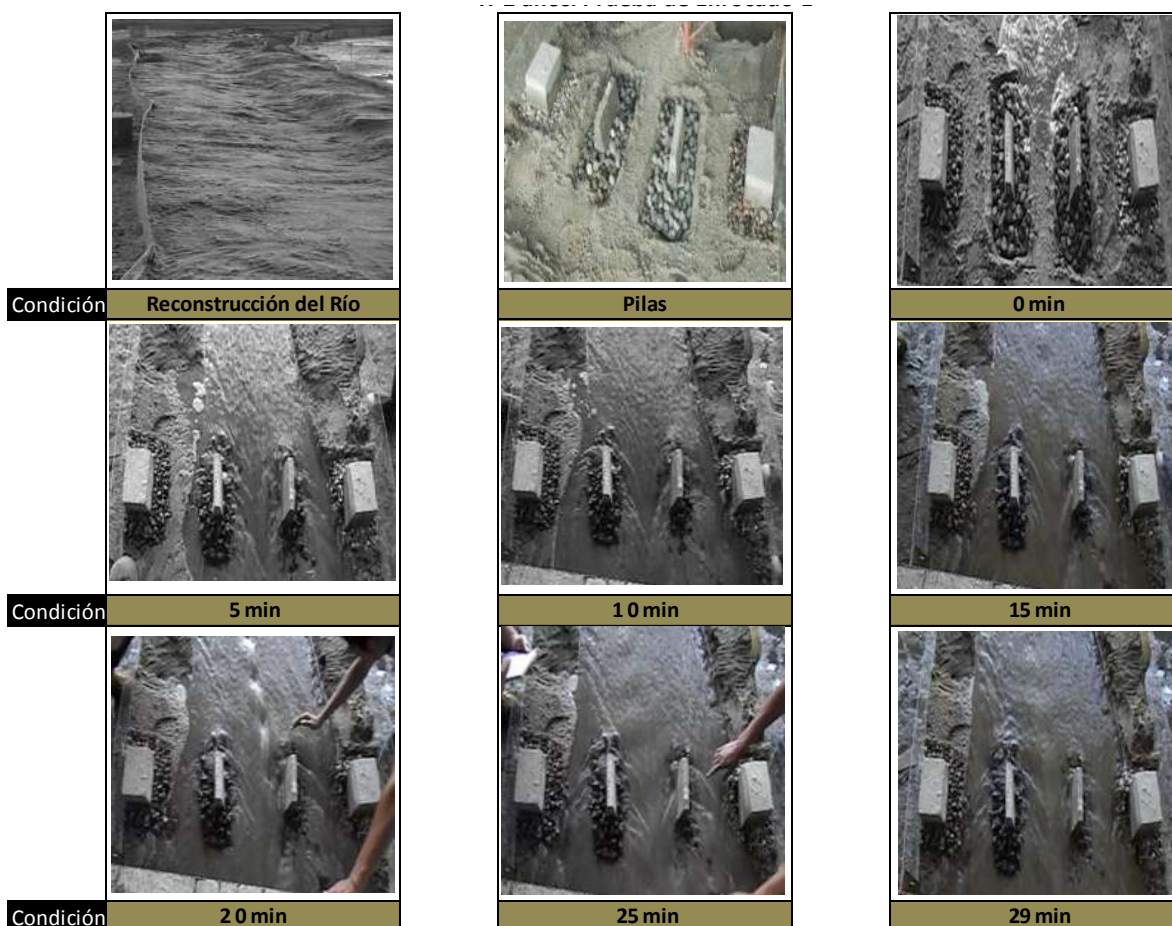 Condición Reconstrucción del Río Pilas 0 min
Condición 5 min 1 0 min 15 min
Condición 2 0 min 25 min 29 min